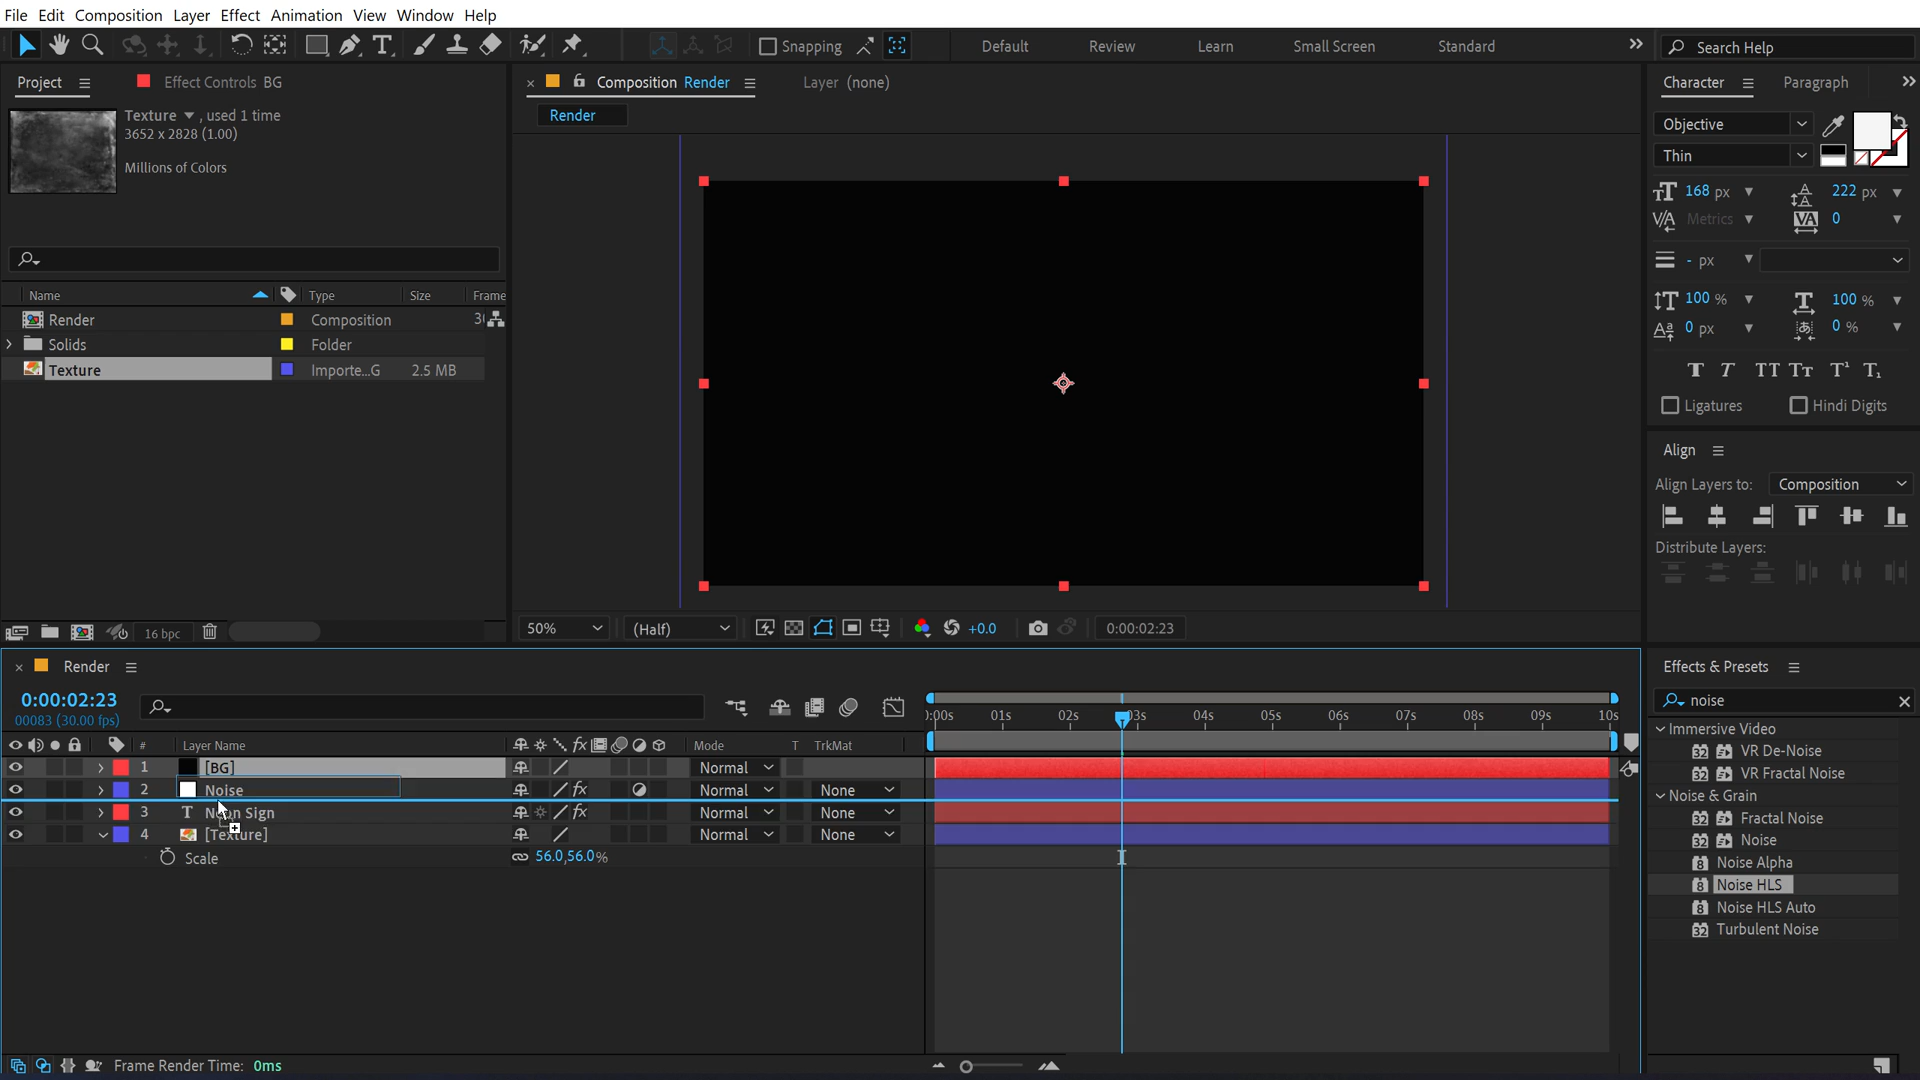 File Edit Composition Layer Effect Animation View Window Help
Snapping Default Review Learn Small Screen Standard Search Help
Project Effect Controls BG
Texture , used 1 time
3652 x 2828 (1.00)
Millions of Colors
Name Type Size Frame
Render Composition
Solids Folder
Texture Importe...G 2.5 MB
16 bpc
Composition Render Layer (none)
Render
50% (Half) +0.0 0:00:02:23
Character Paragraph
Objective
Thin
168 px 222 px
Metrics 0
- px
100 % 100 %
0 px 0 %
Ligatures Hindi Digits
Align
Align Layers to: Composition
Distribute Layers:
Render
0:00:02:23
00083 (30.00 fps)
:00s 01s 02s 03s 04s 05s 06s 07s 08s 09s 10s
# Layer Name Mode T TrkMat
1 [BG] Normal
2 Noise Normal None
3 Neon Sign Normal None
4 [Texture] Normal None
Scale 56.0,56.0%
Frame Render Time: 0ms
Effects & Presets
noise
Immersive Video
VR De-Noise
VR Fractal Noise
Noise & Grain
Fractal Noise
Noise
Noise Alpha
Noise HLS
Noise HLS Auto
Turbulent Noise